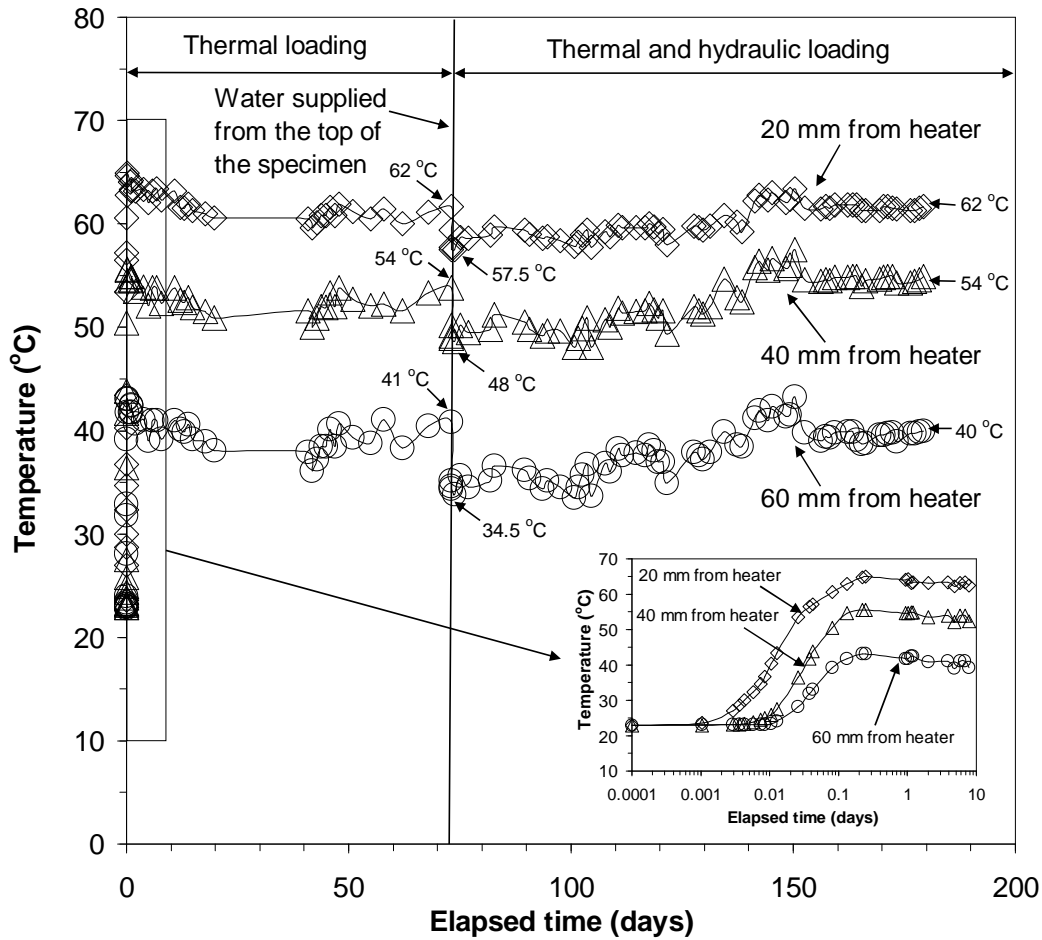 80
70
60
50
40
30
20
10
0
0
50
100
150
200
Temperature (°C)
Elapsed time (days)
Thermal loading
Thermal and hydraulic loading
Water supplied
from the top of
the specimen
20 mm from heater
62 °C
62 °C
57.5 °C
54 °C
54 °C
40 mm from heater
48 °C
41 °C
40 °C
60 mm from heater
34.5 °C
70
60
50
40
30
20
10
0.0001
0.001
0.01
0.1
1
10
Temperature (°C)
Elapsed time (days)
20 mm from heater
40 mm from heater
60 mm from heater